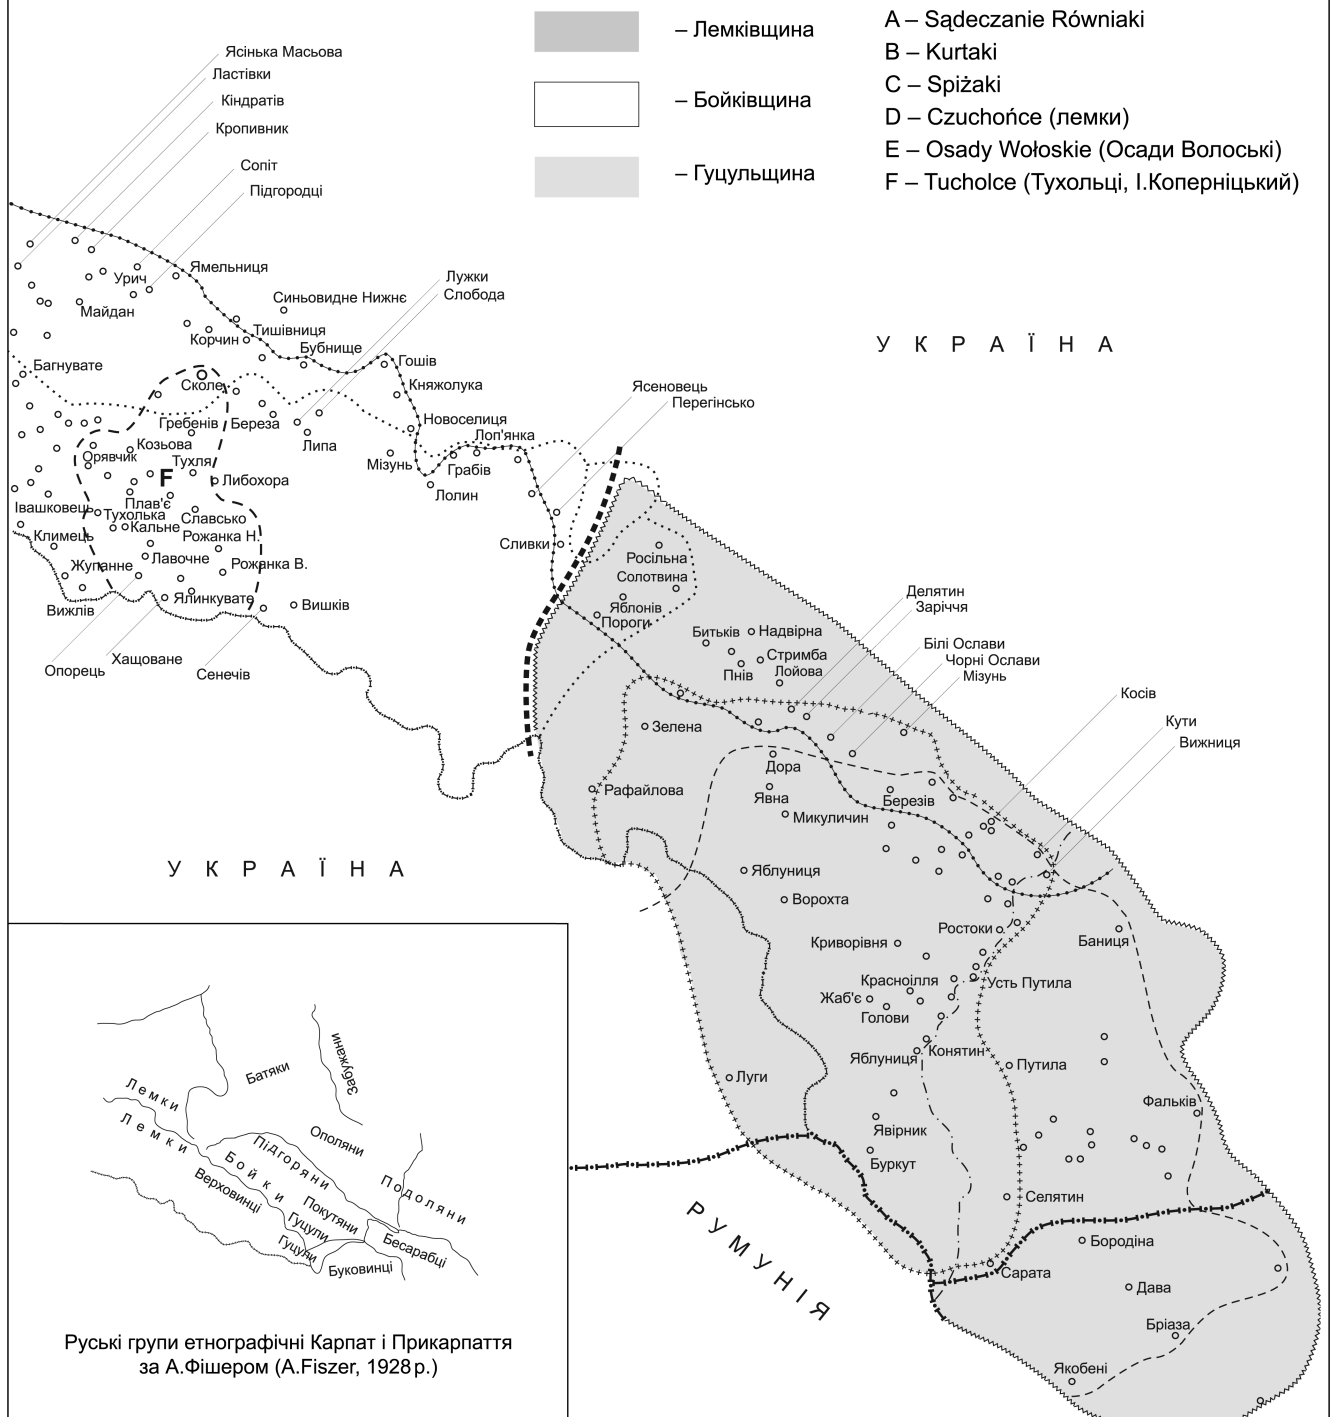 – Лемківщина
– Бойківщина
– Гуцульщина
A – Sądeczanie Równiaki
B – Kurtaki
C – Spiżaki
D – Czuchońce (лемки)
E – Osady Wołoskie (Осади Волоські)
F – Tucholce (Тухольці, І.Коперніцький)
Ясінька Масьова
Ластівки
Кіндратів
Кропивник
Сопіт
Підгородці
Ямельниця
Урич
Майдан
Лужки
Слобода
Синьовидне Нижнє
Корчин
Тишівниця
Бубнище
УКРАЇНА
Багнувате
Гошів
Сколе
Княжолука
Ясеновець
Перегінсько
Гребенів
Береза
Новоселиця
Липа
Лоп'янка
Козьова
Орявчик
Тухля
Мізунь
Грабів
F
Либохора
Лолин
Плав'є
Івашковець
Тухолька
Славсько
Кальне
Климець
Рожанка Н.
Сливки
Лавочне
Жупанне
Рожанка В.
Росільна
Солотвина
Ялинкувате
Вижлів
Вишків
Яблонів
Пороги
Делятин
Заріччя
Битьків
Надвірна
Білі Ослави
Стримба
Чорні Ослави
Хащоване
Опорець
Сенечів
Пнів
Лойова
Мізунь
Косів
Кути
Вижниця
Зелена
Дора
Рафайлова
Явна
Березів
Микуличин
УКРАЇНА
Яблуниця
Ворохта
Ростоки
Криворівня
Баниця
Красноілля
Усть Путила
Жаб'є
Голови
Яблуниця
Конятин
Путила
Луги
Фальків
Явірник
Буркут
Селятин
РУМУНІЯ
Бородіна
Сарата
Дава
Бріаза
Якобені
Батяки
Забужани
Лемки
Лемки
Ополяни
Підгоряни
Бойки
Подоляни
Верховинці
Покутяни
Гуцули
Гуцули
Бесарабці
Буковинці
Руські групи етнографічні Карпат і Прикарпаття
за А.Фішером (A.Fiszer, 1928 р.)